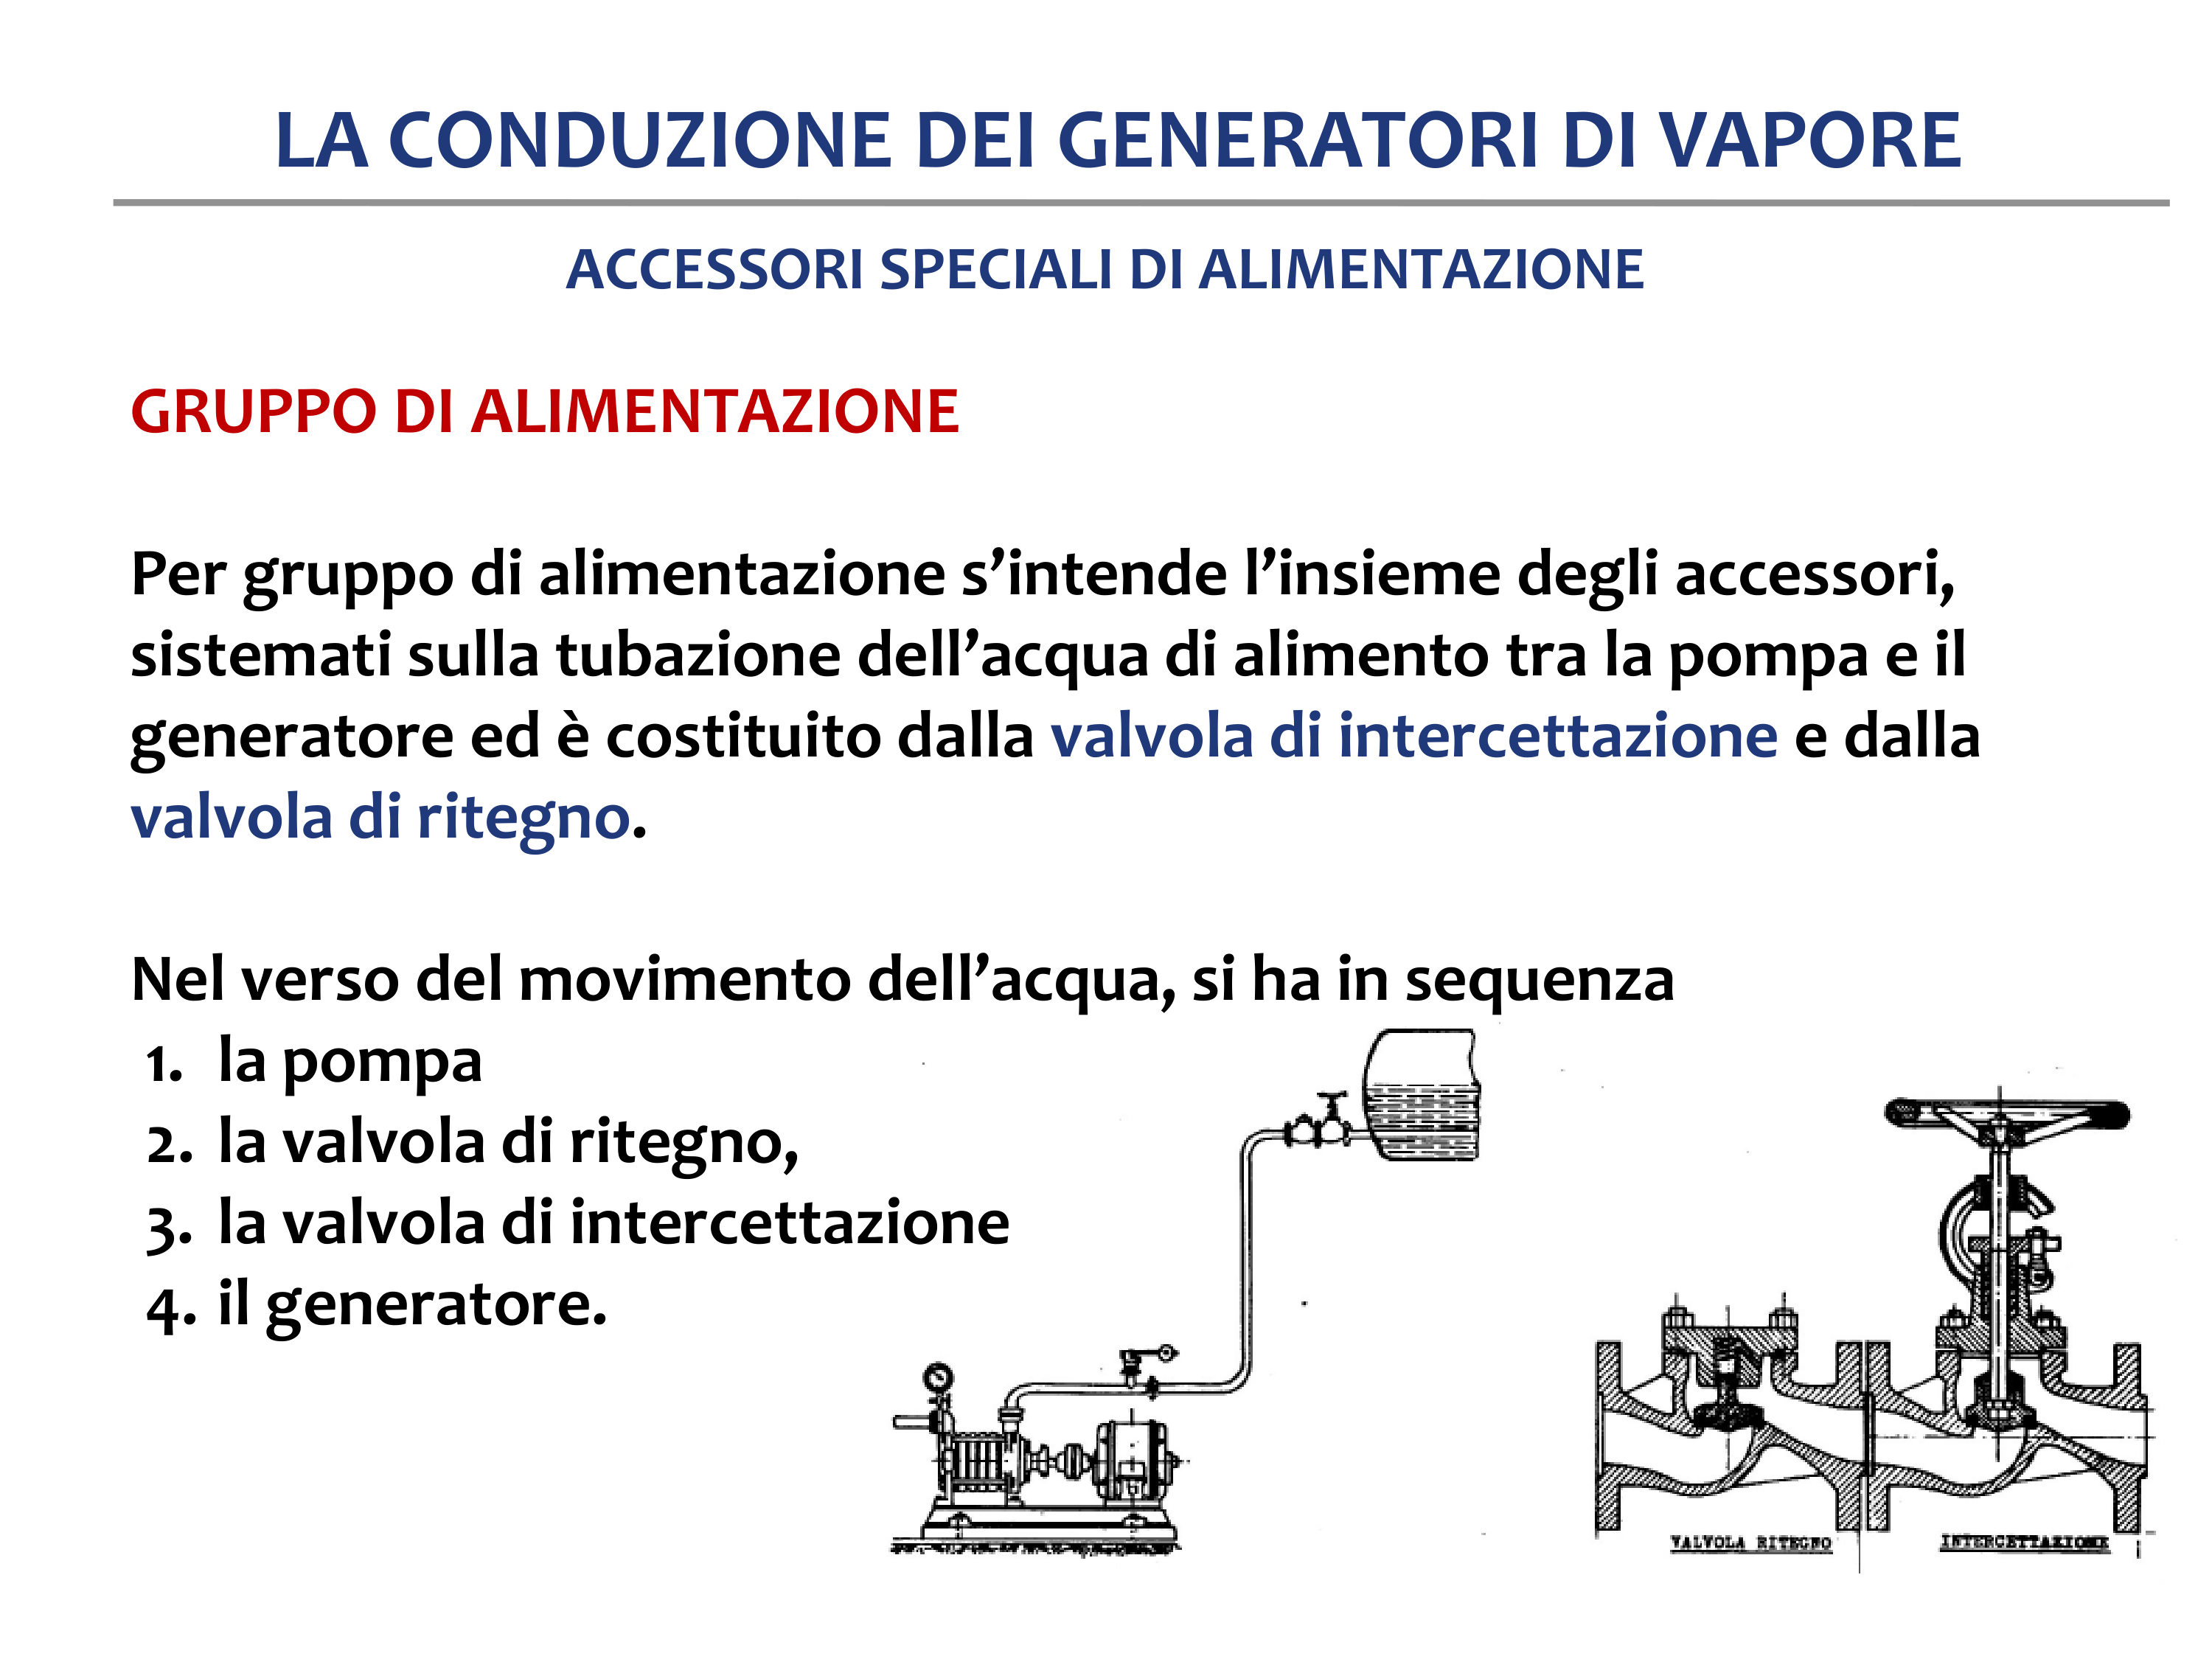 LA CONDUZIONE DEI GENERATORI DI VAPORE
ACCESSORI SPECIALI DI ALIMENTAZIONE
GRUPPO DI ALIMENTAZIONE
Per gruppo di alimentazione s’intende l’insieme degli accessori,
sistemati sulla tubazione dell’acqua di alimento tra la pompa e il
generatore ed è costituito dalla valvola di intercettazione e dalla
valvola di ritegno.
Nel verso del movimento dell’acqua, si ha in sequenza
1. la pompa
2. la valvola di ritegno,
3. la valvola di intercettazione
4. il generatore.
VALVOLA RITEGNO
INTERCETTAZIONE